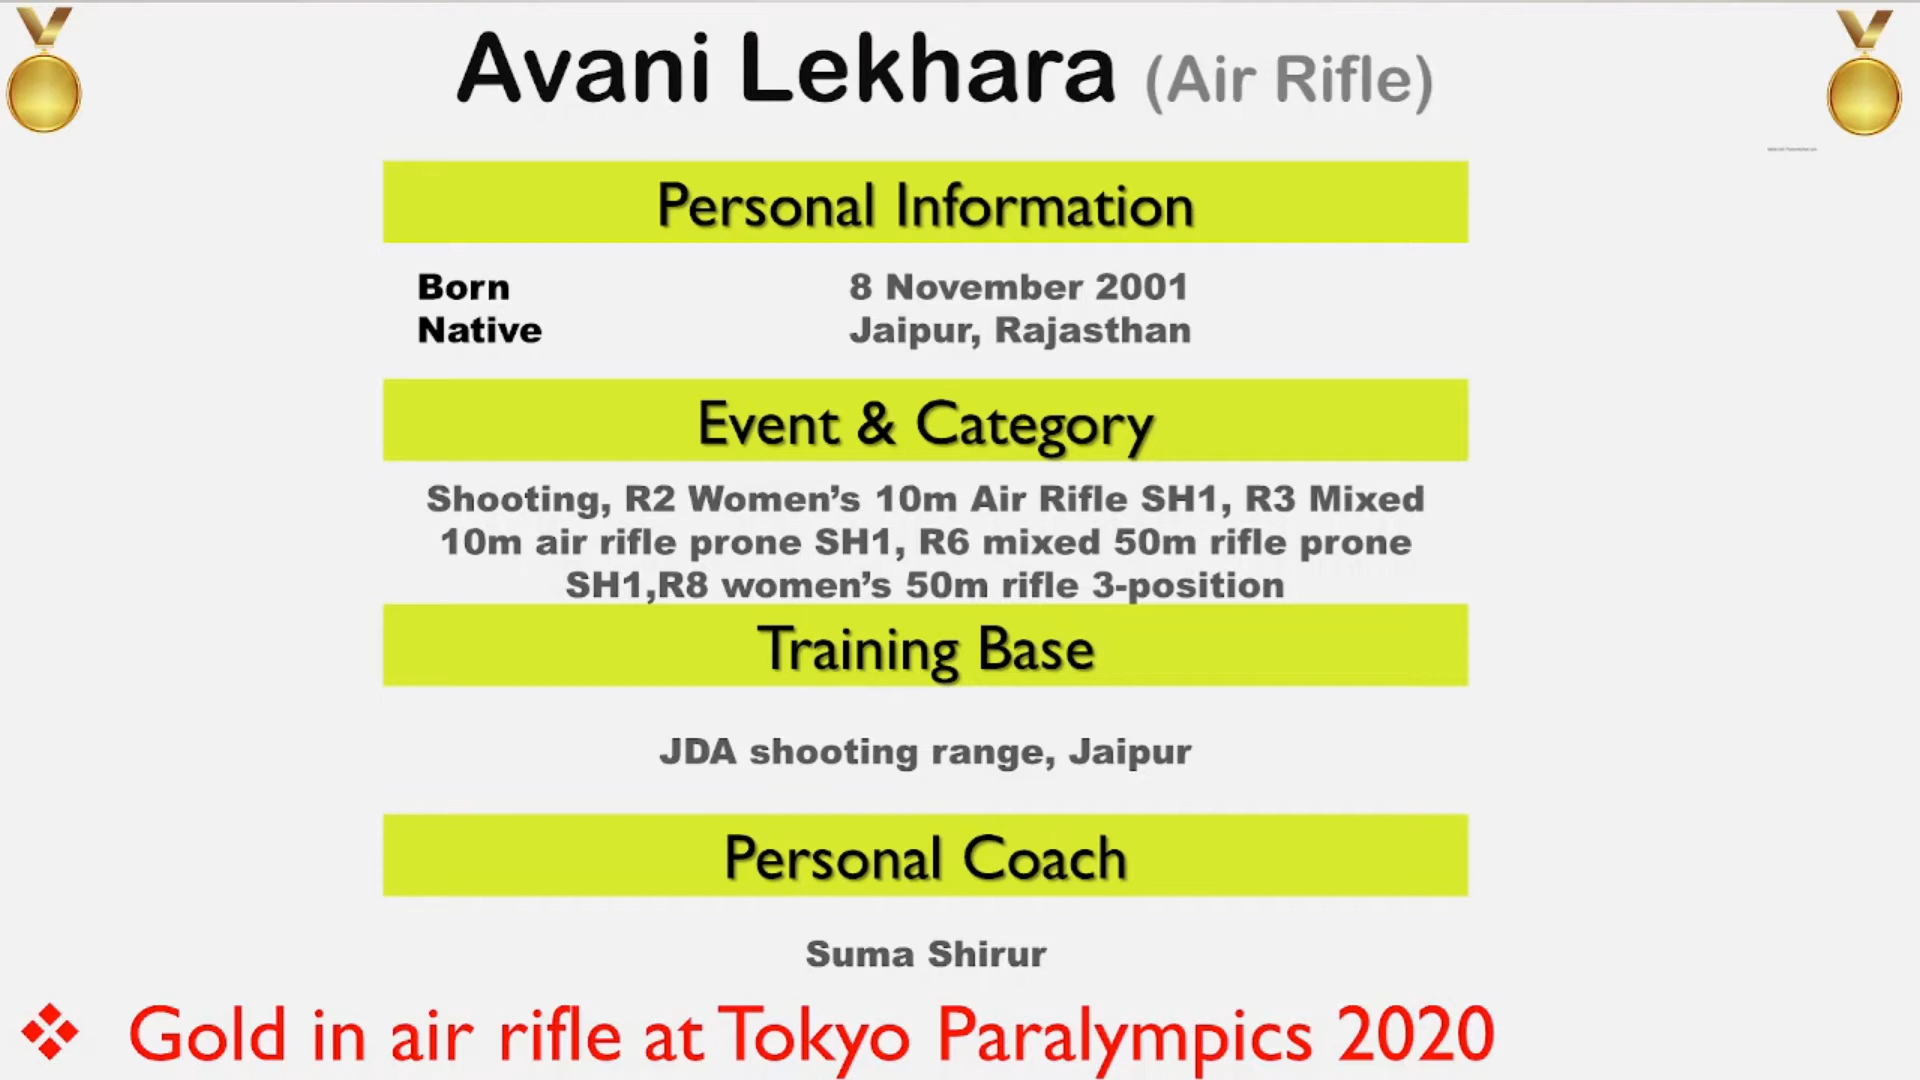 Avani Lekhara (Air Rifle)
Personal Information
Born 8 November 2001
Native Jaipur, Rajasthan
Event & Category
Shooting, R2 Women’s 10m Air Rifle SH1, R3 Mixed
10m air rifle prone SH1, R6 mixed 50m rifle prone
SH1,R8 women’s 50m rifle 3-position
Training Base
JDA shooting range, Jaipur
Personal Coach
Suma Shirur
❖ Gold in air rifle at Tokyo Paralympics 2020